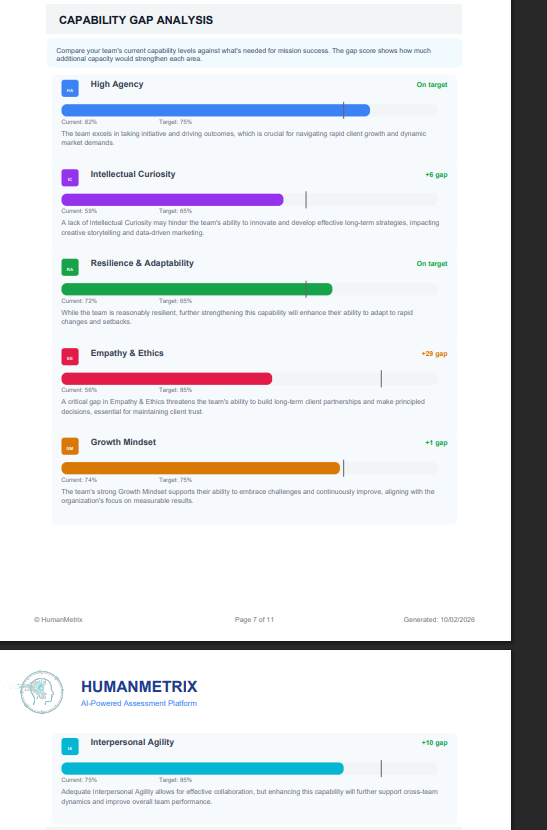 CAPABILITY GAP ANALYSIS
Compare your team's current capability levels against what's needed for mission success. The gap score shows how much
additional capacity would strengthen each area.
HA
High Agency
On target
Current: 82%
Target: 75%
The team excels in taking initiative and driving outcomes, which is crucial for navigating rapid client growth and dynamic
market demands.
IC
Intellectual Curiosity
+6 gap
Current: 59%
Target: 65%
A lack of Intellectual Curiosity may hinder the team's ability to innovate and develop effective long-term strategies, impacting
creative storytelling and data-driven marketing.
RA
Resilience & Adaptability
On target
Current: 72%
Target: 65%
While the team is reasonably resilient, further strengthening this capability will enhance their ability to adapt to rapid
changes and setbacks.
EE
Empathy & Ethics
+29 gap
Current: 56%
Target: 85%
A critical gap in Empathy & Ethics threatens the team's ability to build long-term client partnerships and make principled
decisions, essential for maintaining client trust.
GM
Growth Mindset
+1 gap
Current: 74%
Target: 75%
The team's strong Growth Mindset supports their ability to embrace challenges and continuously improve, aligning with the
organization's focus on measurable results.
© HumanMetrix
Page 7 of 11
Generated: 10/02/2026
HUMANMETRIX
AI-Powered Assessment Platform
IA
Interpersonal Agility
+10 gap
Current: 75%
Target: 85%
Adequate Interpersonal Agility allows for effective collaboration, but enhancing this capability will further support cross-team
dynamics and improve overall team performance.